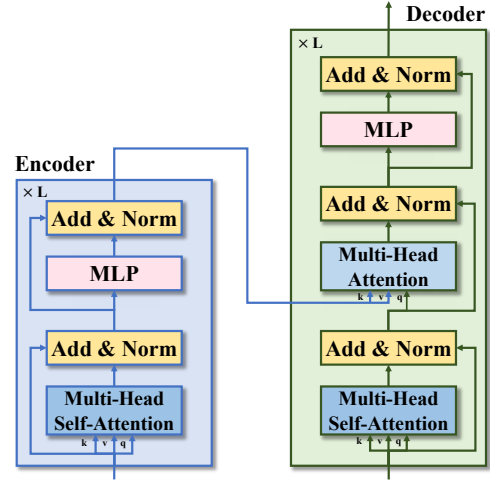 Encoder
× L
Add & Norm
MLP
Add & Norm
Multi-Head
Self-Attention
k v q
Decoder
× L
Add & Norm
MLP
Add & Norm
Multi-Head
Attention
k v q
Add & Norm
Multi-Head
Self-Attention
k v q